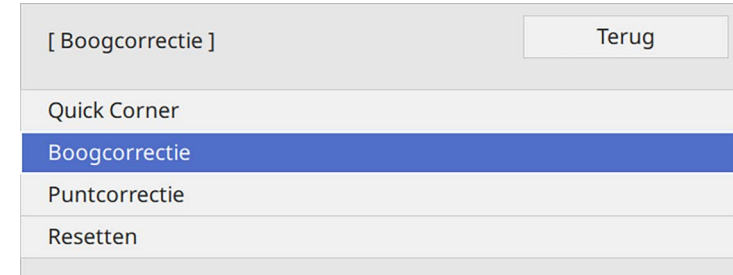 [ Boogcorrectie ]
Terug
Quick Corner
Boogcorrectie
Puntcorrectie
Resetten